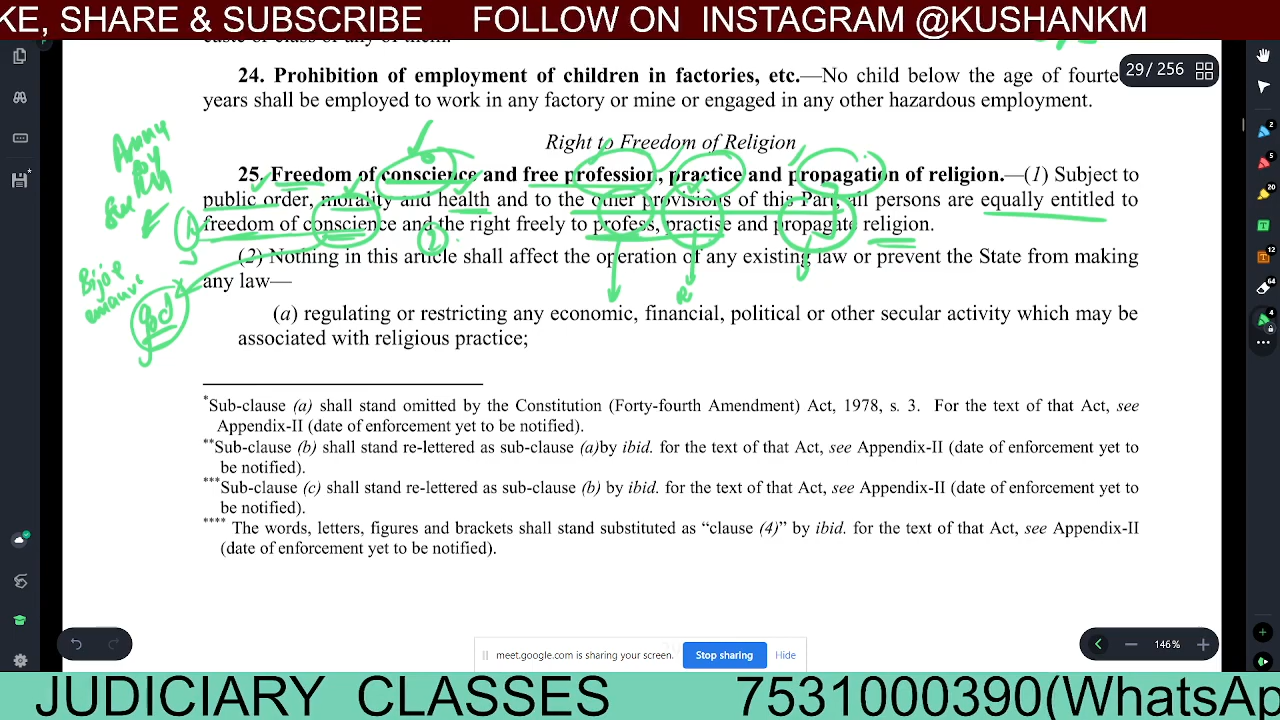 KE, SHARE & SUBSCRIBE FOLLOW ON INSTAGRAM @KUSHANKM
caste or class or any of them.
29 / 256
24. Prohibition of employment of children in factories, etc.—No child below the age of fourte
years shall be employed to work in any factory or mine or engaged in any other hazardous employment.
Right to Freedom of Religion
25. Freedom of conscience and free profession, practice and propagation of religion.—(1) Subject to
public order, morality and health and to the other provisions of this Part, all persons are equally entitled to
freedom of conscience and the right freely to profess, practise and propagate religion.
(2) Nothing in this article shall affect the operation of any existing law or prevent the State from making
any law—
Bijoe
god
(a) regulating or restricting any economic, financial, political or other secular activity which may be
associated with religious practice;
*Sub-clause (a) shall stand omitted by the Constitution (Forty-fourth Amendment) Act, 1978, s. 3. For the text of that Act, see
Appendix-II (date of enforcement yet to be notified).
**Sub-clause (b) shall stand re-lettered as sub-clause (a)by ibid. for the text of that Act, see Appendix-II (date of enforcement yet to
be notified).
***Sub-clause (c) shall stand re-lettered as sub-clause (b) by ibid. for the text of that Act, see Appendix-II (date of enforcement yet to
be notified).
**** The words, letters, figures and brackets shall stand substituted as “clause (4)” by ibid. for the text of that Act, see Appendix-II
(date of enforcement yet to be notified).
meet.google.com is sharing your screen. Stop sharing Hide
146%
JUDICIARY CLASSES 7531000390(WhatsAp